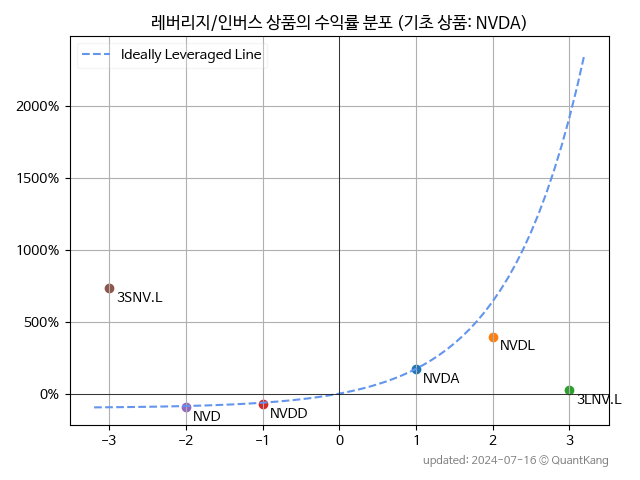 레버리지/인버스 상품의 수익률 분포 (기초 상품: NVDA)
Ideally Leveraged Line
2000%
1500%
1000%
500%
0%
3SNV.L
NVDL
NVDA
3LNV.L
NVD
NVDD
−3
−2
−1
0
1
2
3
updated: 2024-07-16 © QuantKang